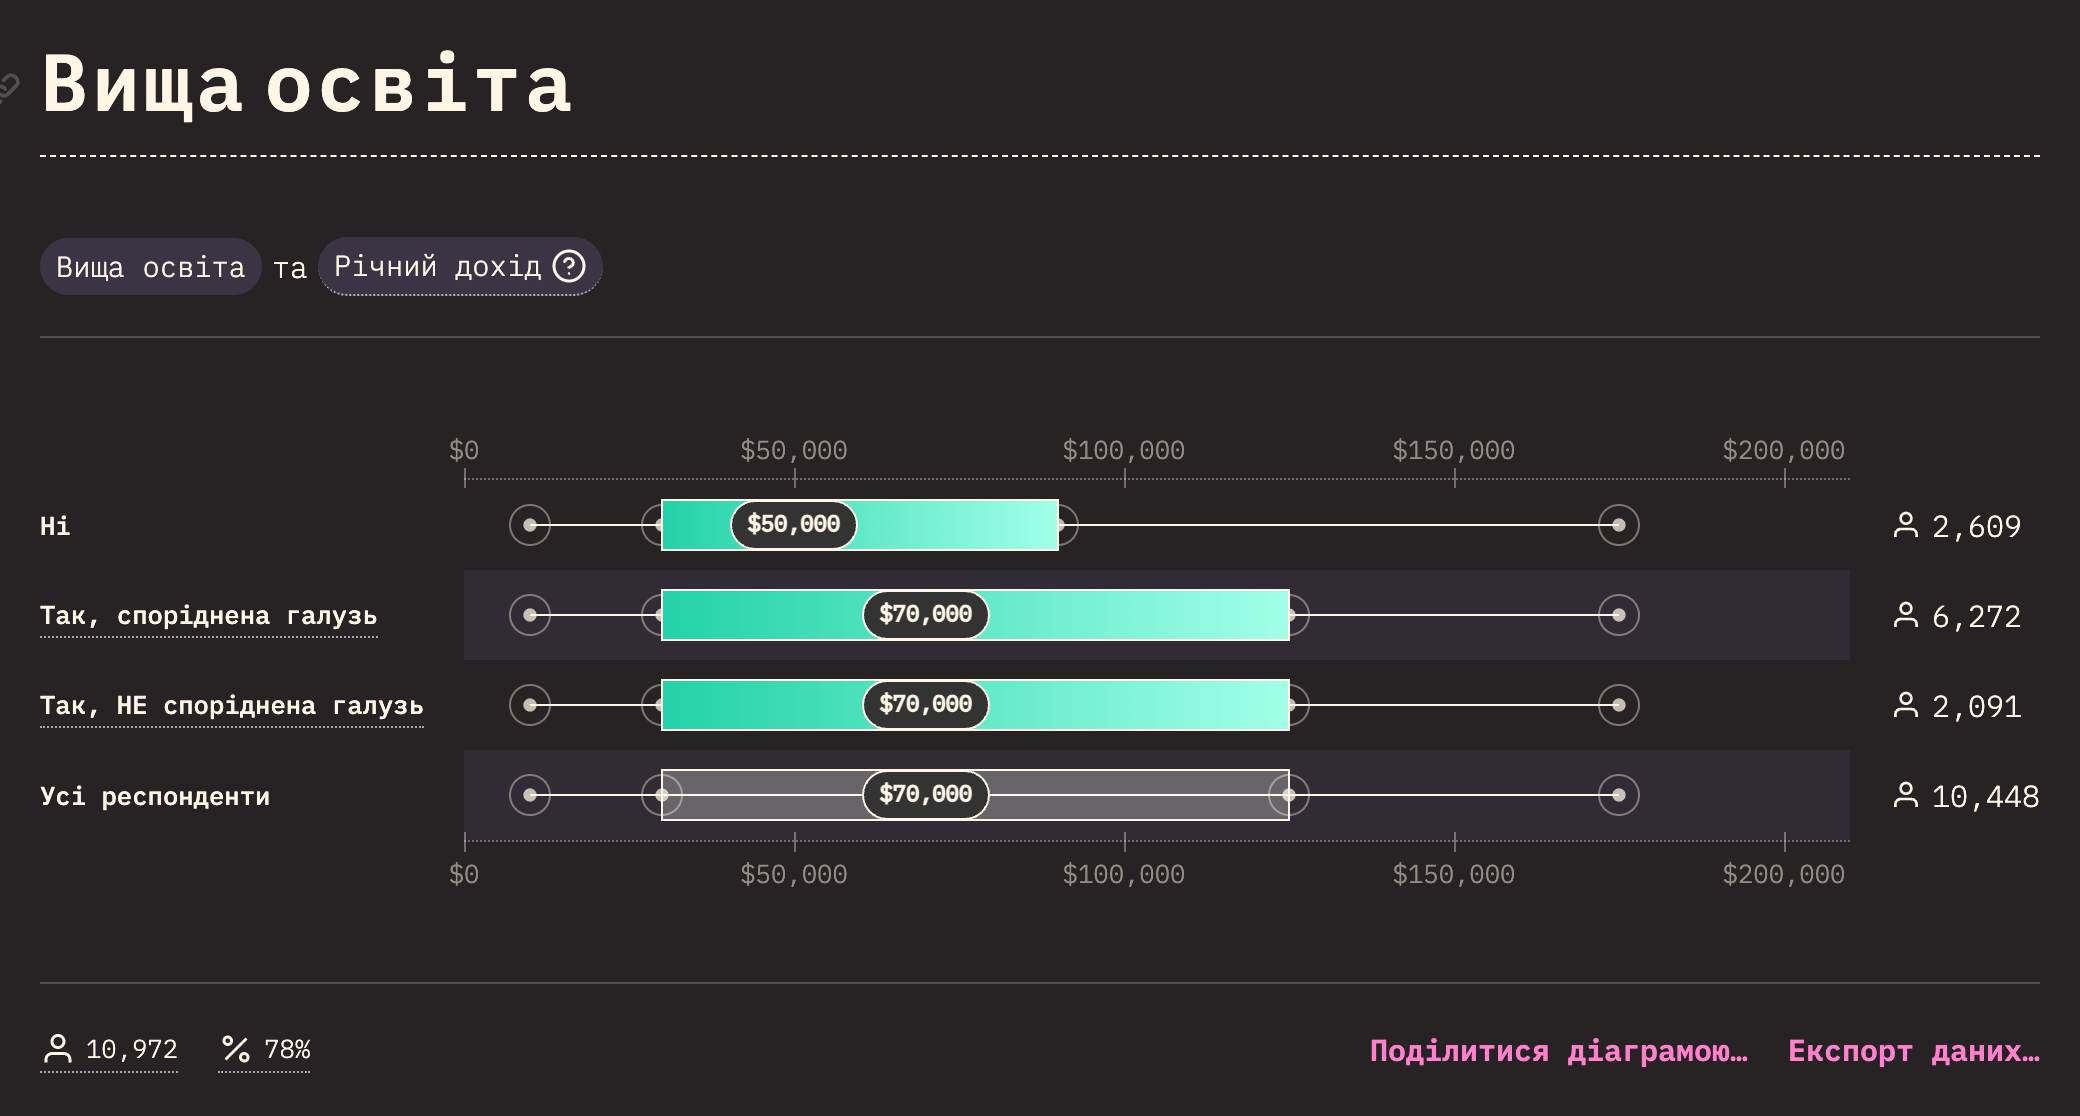 Вища освіта
Вища освіта та Річний дохід ?
$0 $50,000 $100,000 $150,000 $200,000
Ні $50,000 2,609
Так, споріднена галузь $70,000 6,272
Так, НЕ споріднена галузь $70,000 2,091
Усі респонденти $70,000 10,448
$0 $50,000 $100,000 $150,000 $200,000
10,972 % 78% Поділитися діаграмою… Експорт даних…